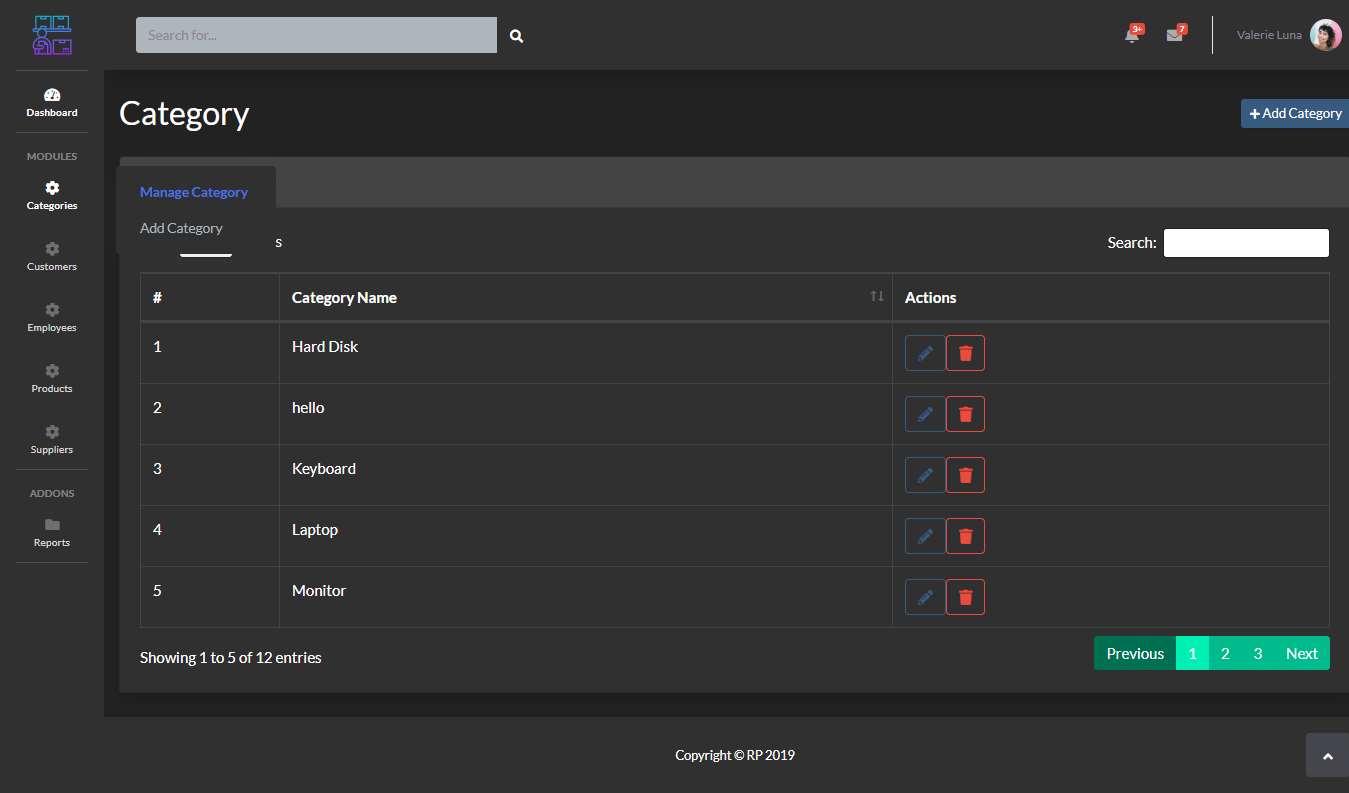 Search for...
3+
7
Valerie Luna
Dashboard
MODULES
Categories
Customers
Employees
Products
Suppliers
ADDONS
Reports
Category
Add Category
Manage Category
Add Category
s
Search:
# Category Name Actions
1 Hard Disk
2 hello
3 Keyboard
4 Laptop
5 Monitor
Showing 1 to 5 of 12 entries
Previous 1 2 3 Next
Copyright © RP 2019